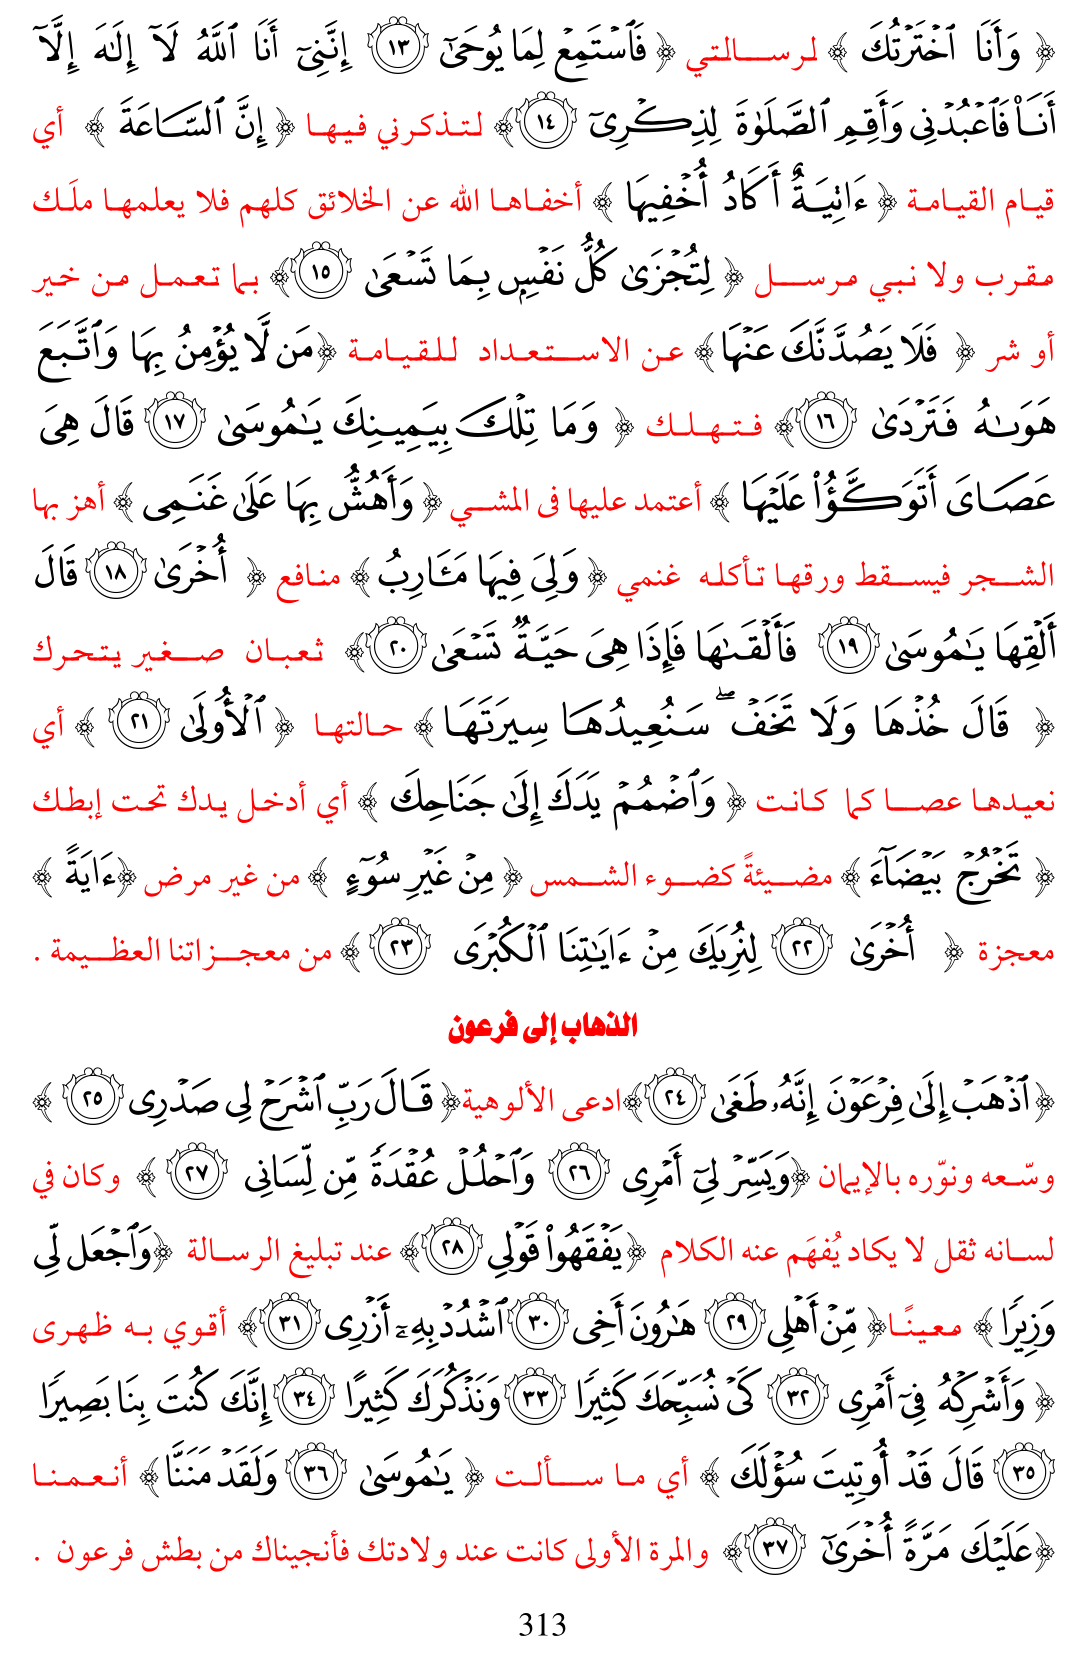 ﴿ وَأَنَا ٱخْتَرْتُكَ ﴾ لرسالتي ﴿ فَٱسْتَمِعْ لِمَا يُوحَىٰٓ ١٣ إِنَّنِىٓ أَنَا ٱللَّهُ لَآ إِلَٰهَ إِلَّآ
أَنَا۠ فَٱعْبُدْنِى وَأَقِمِ ٱلصَّلَوٰةَ لِذِكْرِىٓ ١٤ ﴾ لتذكرني فيها ﴿ إِنَّ ٱلسَّاعَةَ ﴾ أي
قيام القيامة ﴿ ءَاتِيَةٌ أَكَادُ أُخْفِيهَا ﴾ أخفاها الله عن الخلائق كلهم فلا يعلمها ملَك
مقرب ولا نبي مرسل ﴿ لِتُجْزَىٰ كُلُّ نَفْسٍۭ بِمَا تَسْعَىٰ ١٥ ﴾ بما تعمل من خير
أو شر ﴿ فَلَا يَصُدَّنَّكَ عَنْهَا ﴾ عن الاستعداد للقيامة ﴿ مَن لَّا يُؤْمِنُ بِهَا وَٱتَّبَعَ
هَوَىٰهُ فَتَرْدَىٰ ١٦ ﴾ فتهلك ﴿ وَمَا تِلْكَ بِيَمِينِكَ يَٰمُوسَىٰ ١٧ قَالَ هِىَ
عَصَاىَ أَتَوَكَّؤُا۟ عَلَيْهَا ﴾ أعتمد عليها فى المشي ﴿ وَأَهُشُّ بِهَا عَلَىٰ غَنَمِى ﴾ أهز بها
الشجر فيسقط ورقها تأكله غنمي ﴿ وَلِىَ فِيهَا مَـَٔارِبُ ﴾ منافع ﴿ أُخْرَىٰ ١٨ قَالَ
أَلْقِهَا يَٰمُوسَىٰ ١٩ فَأَلْقَىٰهَا فَإِذَا هِىَ حَيَّةٌ تَسْعَىٰ ٢٠ ﴾ ثعبان صغير يتحرك
﴿ قَالَ خُذْهَا وَلَا تَخَفْ ۖ سَنُعِيدُهَا سِيرَتَهَا ﴾ حالتها ﴿ ٱلْأُولَىٰ ٢١ ﴾ أي
نعيدها عصا كما كانت ﴿ وَٱضْمُمْ يَدَكَ إِلَىٰ جَنَاحِكَ ﴾ أي أدخل يدك تحت إبطك
﴿ تَخْرُجْ بَيْضَآءَ ﴾ مضيئةً كضوء الشمس ﴿ مِنْ غَيْرِ سُوٓءٍ ﴾ من غير مرض ﴿ ءَايَةً ﴾
معجزة ﴿ أُخْرَىٰ ٢٢ لِنُرِيَكَ مِنْ ءَايَٰتِنَا ٱلْكُبْرَى ٢٣ ﴾ من معجزاتنا العظيمة .
الذهاب إلى فرعون
﴿ ٱذْهَبْ إِلَىٰ فِرْعَوْنَ إِنَّهُۥ طَغَىٰ ٢٤ ﴾ ادعى الألوهية ﴿ قَالَ رَبِّ ٱشْرَحْ لِى صَدْرِى ٢٥ ﴾
وسّعه ونوّره بالإيمان ﴿ وَيَسِّرْ لِىٓ أَمْرِى ٢٦ وَٱحْلُلْ عُقْدَةً مِّن لِّسَانِى ٢٧ ﴾ وكان في
لسانه ثقل لا يكاد يُفهَم عنه الكلام ﴿ يَفْقَهُوا۟ قَوْلِى ٢٨ ﴾ عند تبليغ الرسالة ﴿ وَٱجْعَل لِّى
وَزِيرًا ﴾ معينًا ﴿ مِّنْ أَهْلِى ٢٩ هَٰرُونَ أَخِى ٣٠ ٱشْدُدْ بِهِۦٓ أَزْرِى ٣١ ﴾ أقوي به ظهرى
﴿ وَأَشْرِكْهُ فِىٓ أَمْرِى ٣٢ كَىْ نُسَبِّحَكَ كَثِيرًا ٣٣ وَنَذْكُرَكَ كَثِيرًا ٣٤ إِنَّكَ كُنتَ بِنَا بَصِيرًا
٣٥ قَالَ قَدْ أُوتِيتَ سُؤْلَكَ ﴾ أي ما سألت ﴿ يَٰمُوسَىٰ ٣٦ وَلَقَدْ مَنَنَّا ﴾ أنعمنا
﴿ عَلَيْكَ مَرَّةً أُخْرَىٰٓ ٣٧ ﴾ والمرة الأولى كانت عند ولادتك فأنجيناك من بطش فرعون .
313